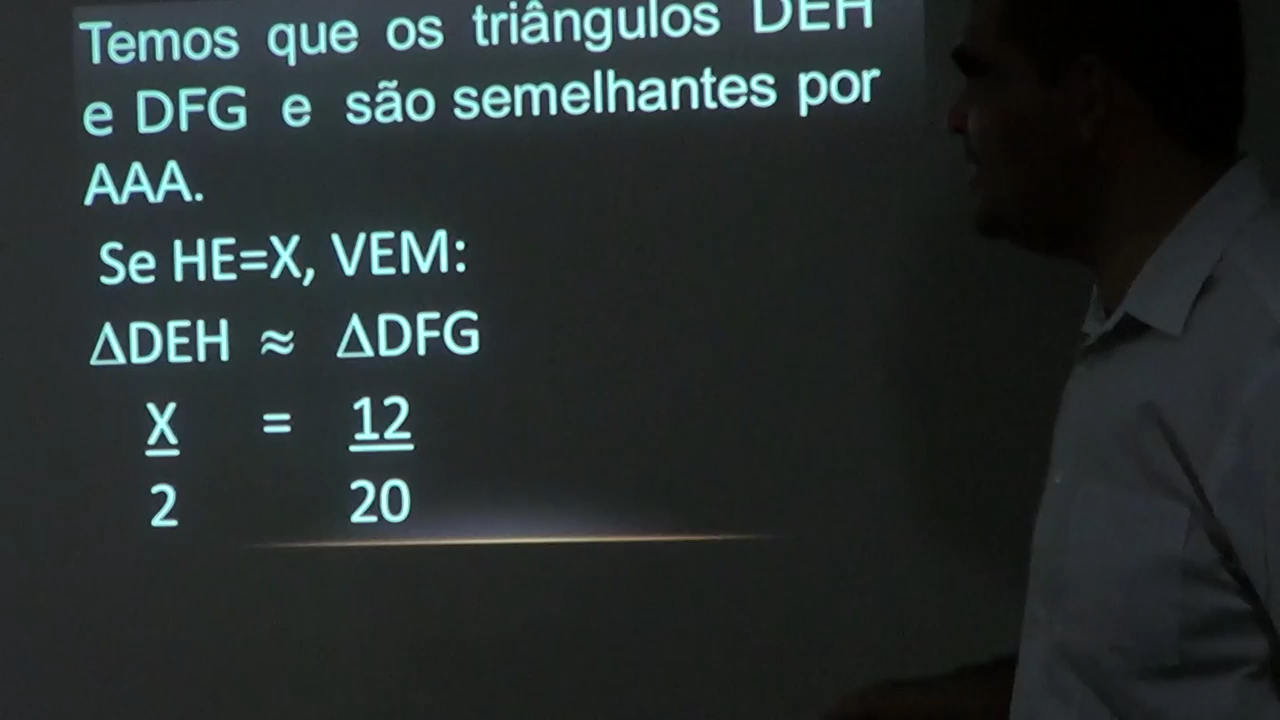 Temos que os triângulos DEH
e DFG e são semelhantes por
AAA.
Se HE=X, VEM:
ΔDEH ≈ ΔDFG
X = 12
2 20